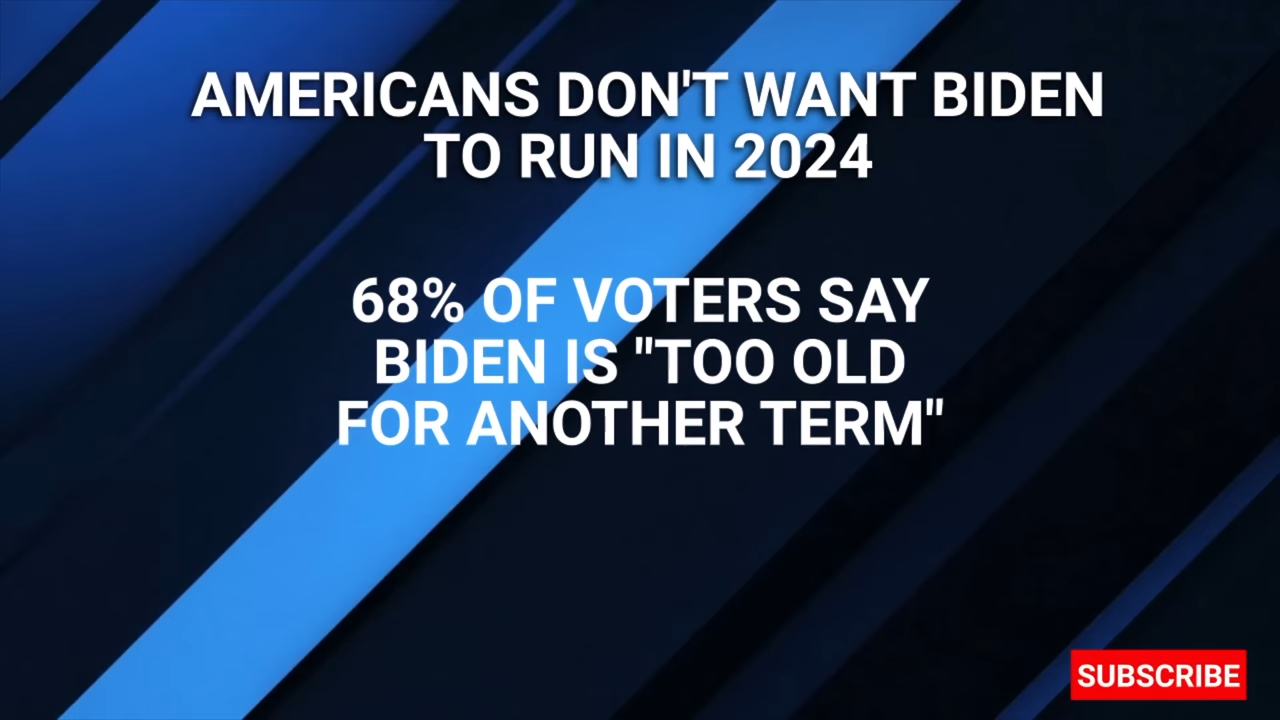 AMERICANS DON'T WANT BIDEN
TO RUN IN 2024
68% OF VOTERS SAY
BIDEN IS "TOO OLD
FOR ANOTHER TERM"
SUBSCRIBE